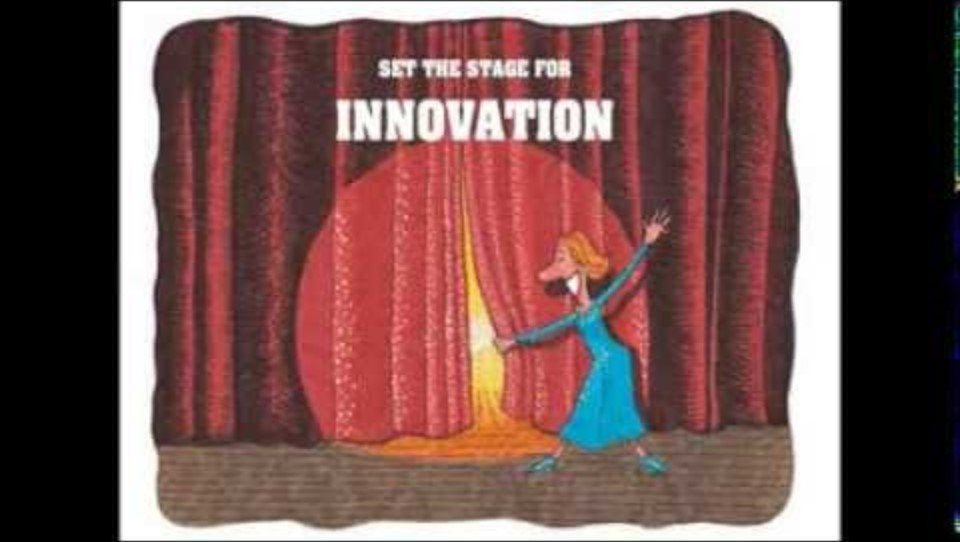 SET THE STAGE FOR
INNOVATION